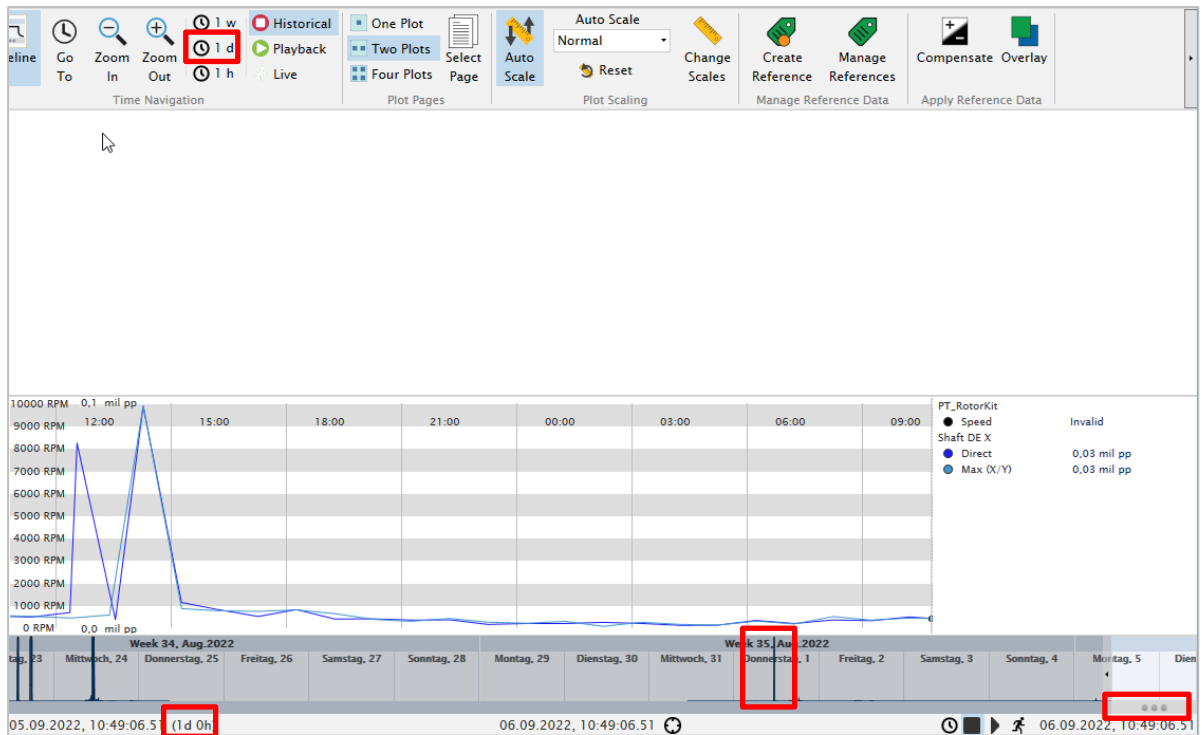 1 w Historical One Plot Auto Scale
eline Go To Zoom In Zoom Out 1 d Playback Two Plots Select Page Auto Scale Normal Change Scales Create Reference Manage References Compensate Overlay
1 h Live Four Plots Reset
Time Navigation Plot Pages Plot Scaling Manage Reference Data Apply Reference Data
10000 RPM 0,1 mil pp
9000 RPM 12:00 15:00 18:00 21:00 00:00 03:00 06:00 09:00
8000 RPM
7000 RPM
6000 RPM
5000 RPM
4000 RPM
3000 RPM
2000 RPM
1000 RPM
0 RPM 0,0 mil pp
PT_RotorKit
Speed Invalid
Shaft DE X
Direct 0,03 mil pp
Max (X/Y) 0,03 mil pp
Week 34, Aug.2022 Week 35, Aug.2022
tag, 23 Mittwoch, 24 Donnerstag, 25 Freitag, 26 Samstag, 27 Sonntag, 28 Montag, 29 Dienstag, 30 Mittwoch, 31 Donnerstag, 1 Freitag, 2 Samstag, 3 Sonntag, 4 Montag, 5 Dien
05.09.2022, 10:49:06.51 (1d 0h) 06.09.2022, 10:49:06.51 06.09.2022, 10:49:06.51